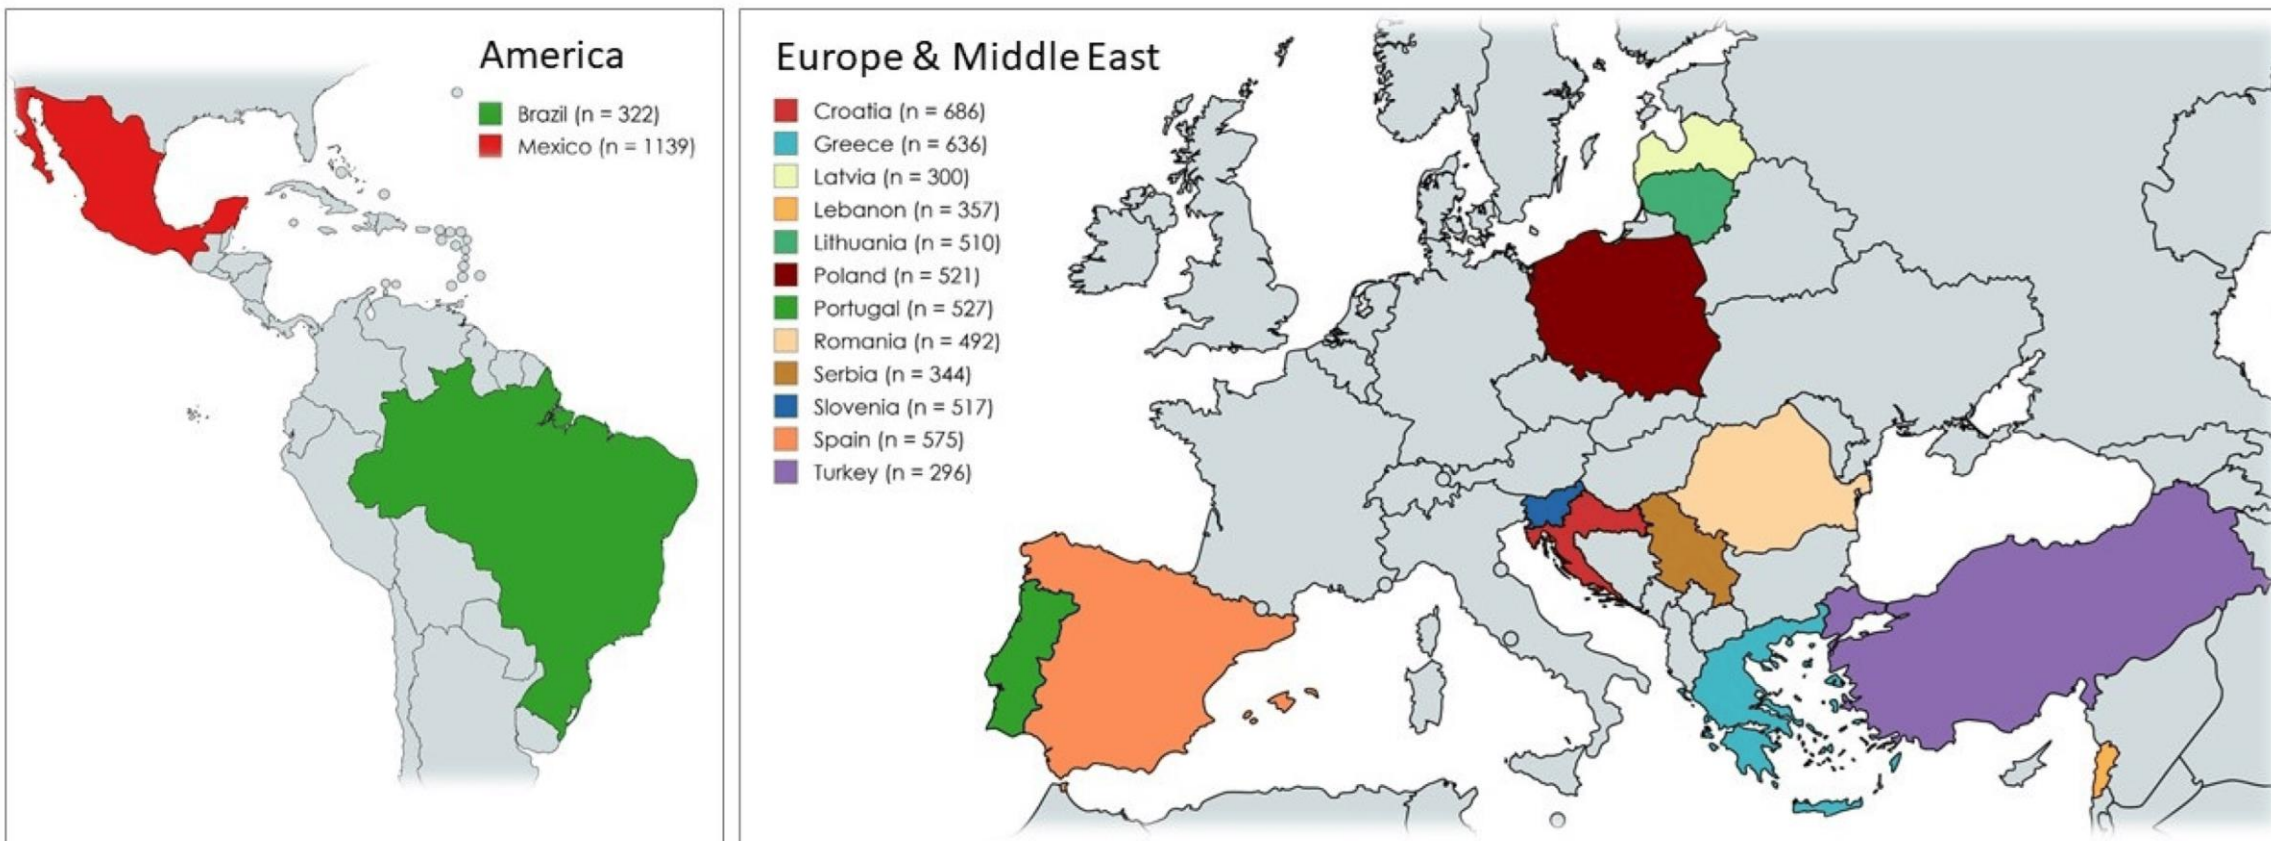 America
Brazil (n = 322)
Mexico (n = 1139)
Europe & Middle East
Croatia (n = 686)
Greece (n = 636)
Latvia (n = 300)
Lebanon (n = 357)
Lithuania (n = 510)
Poland (n = 521)
Portugal (n = 527)
Romania (n = 492)
Serbia (n = 344)
Slovenia (n = 517)
Spain (n = 575)
Turkey (n = 296)